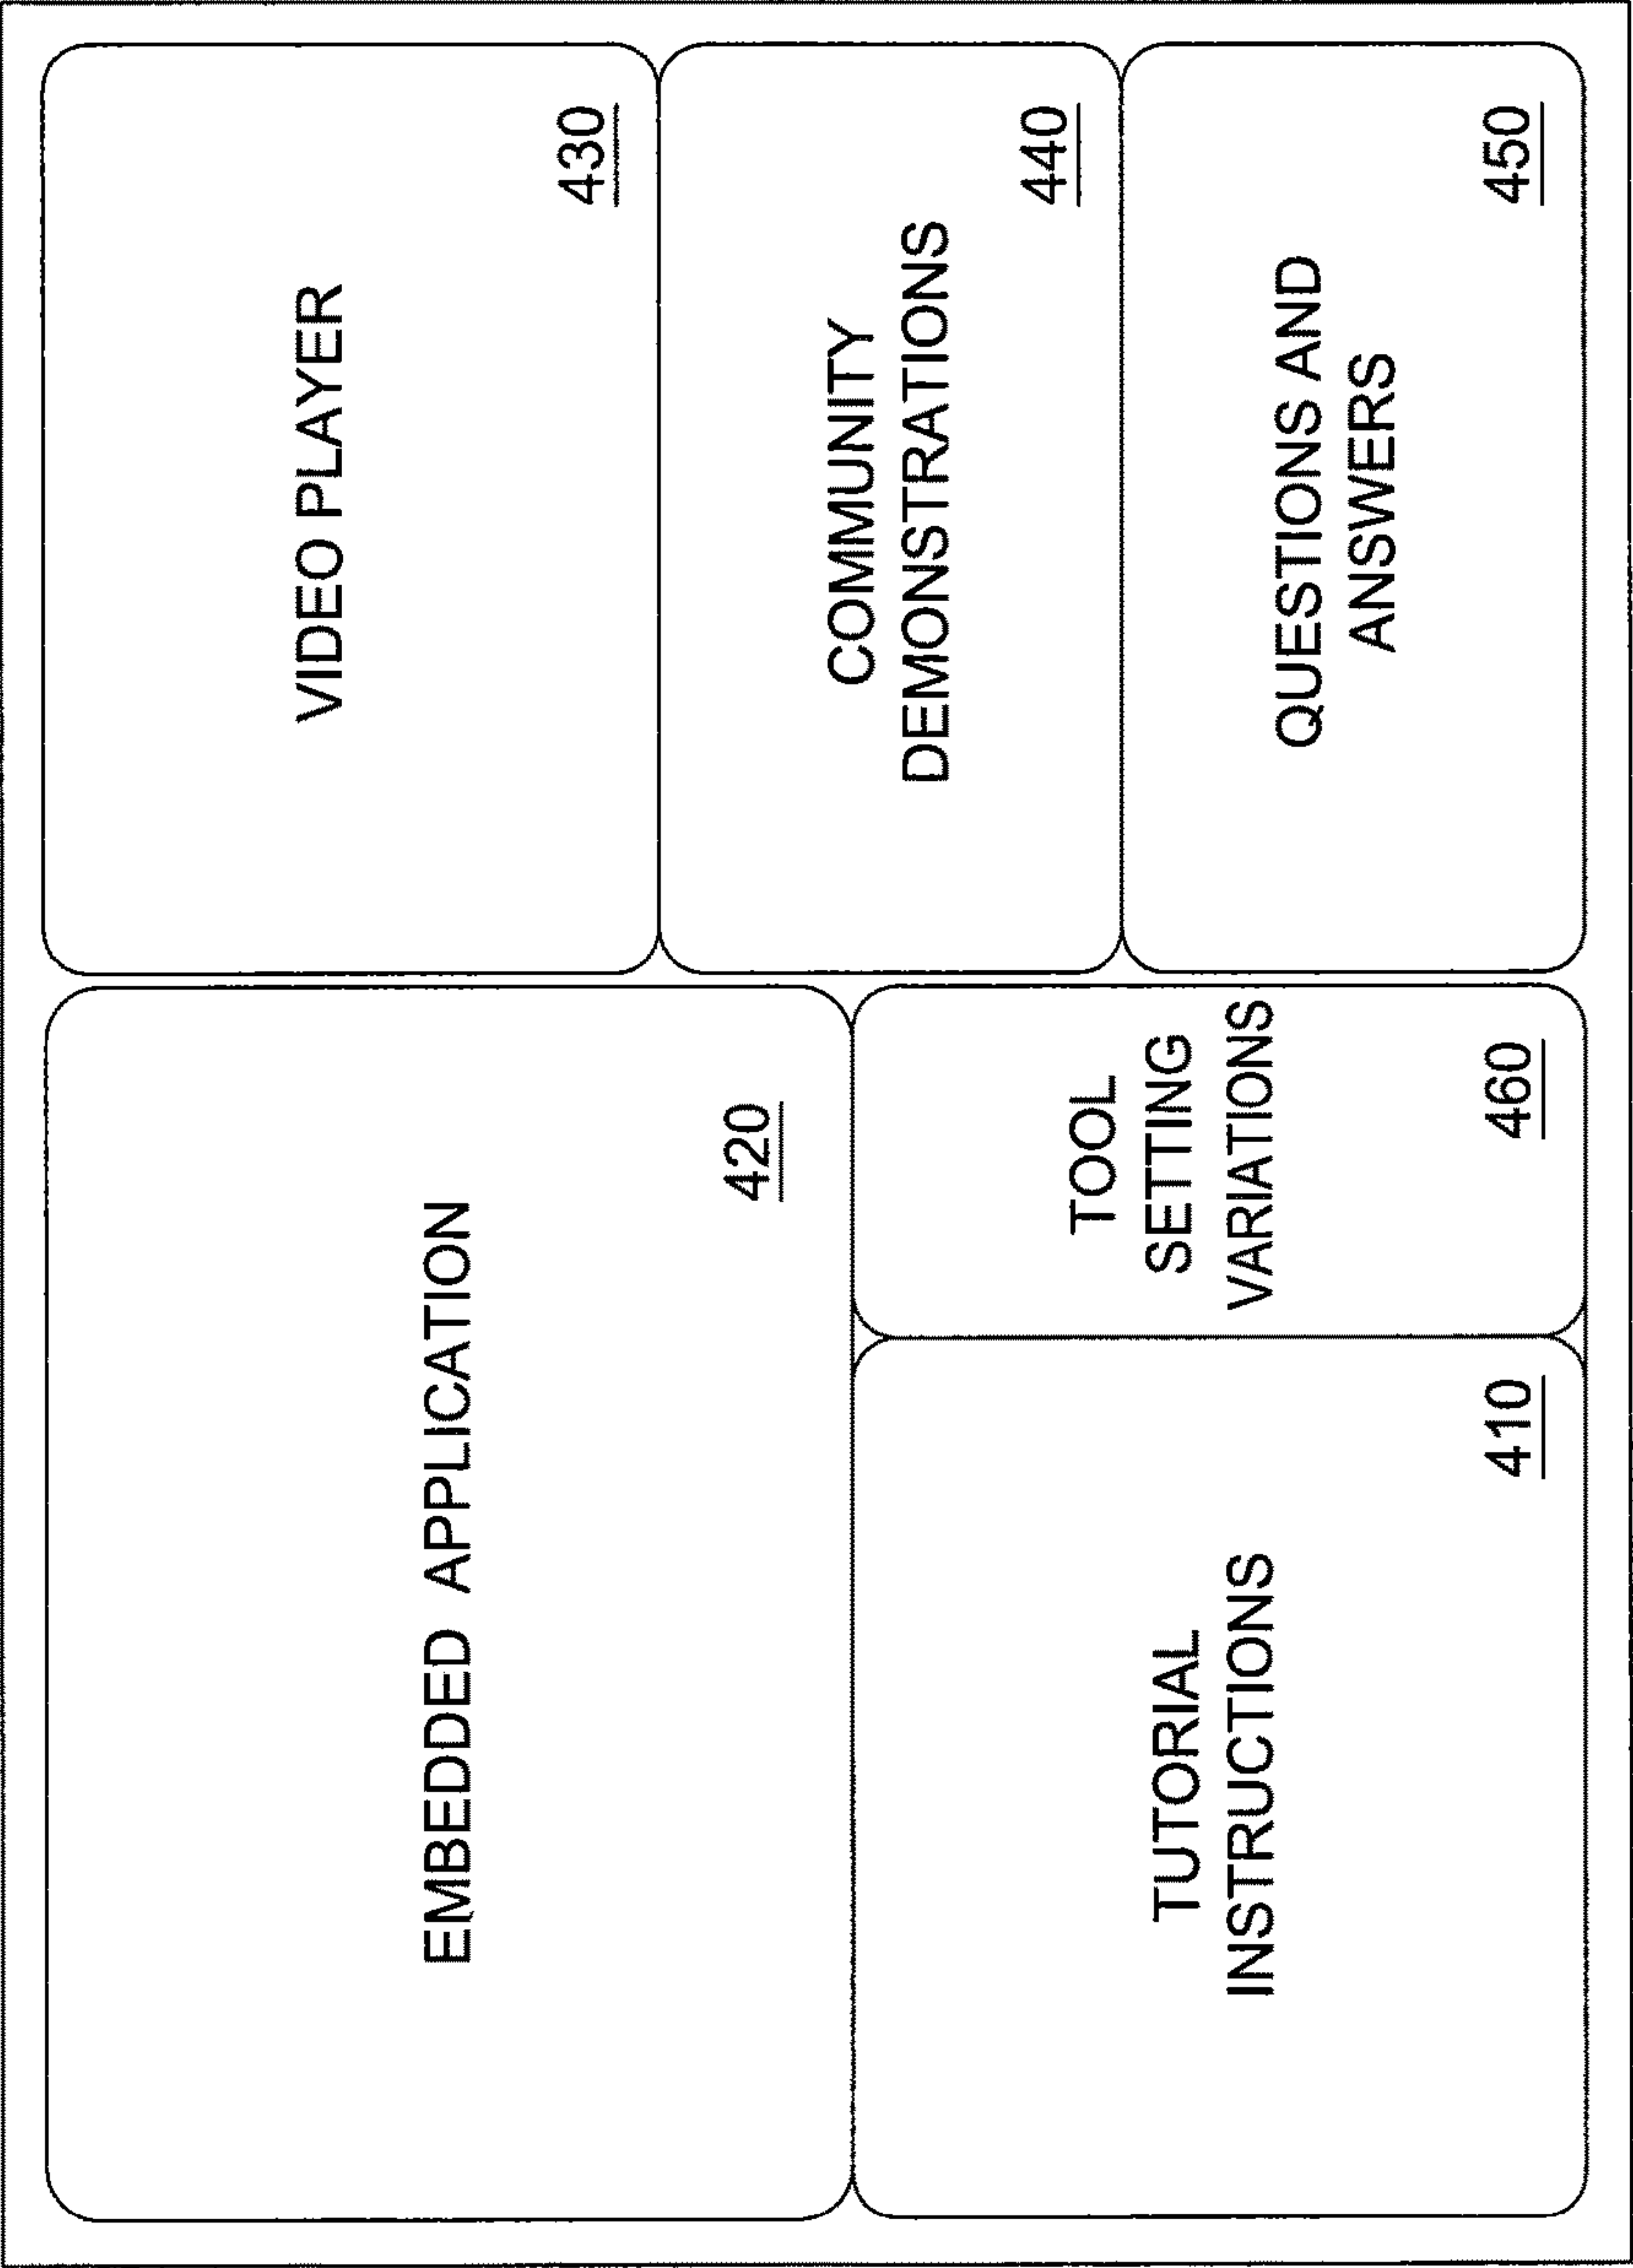 EMBEDDED APPLICATION
420
VIDEO PLAYER
430
COMMUNITY
DEMONSTRATIONS
440
TUTORIAL
INSTRUCTIONS
410
TOOL
SETTING
VARIATIONS
460
QUESTIONS AND
ANSWERS
450